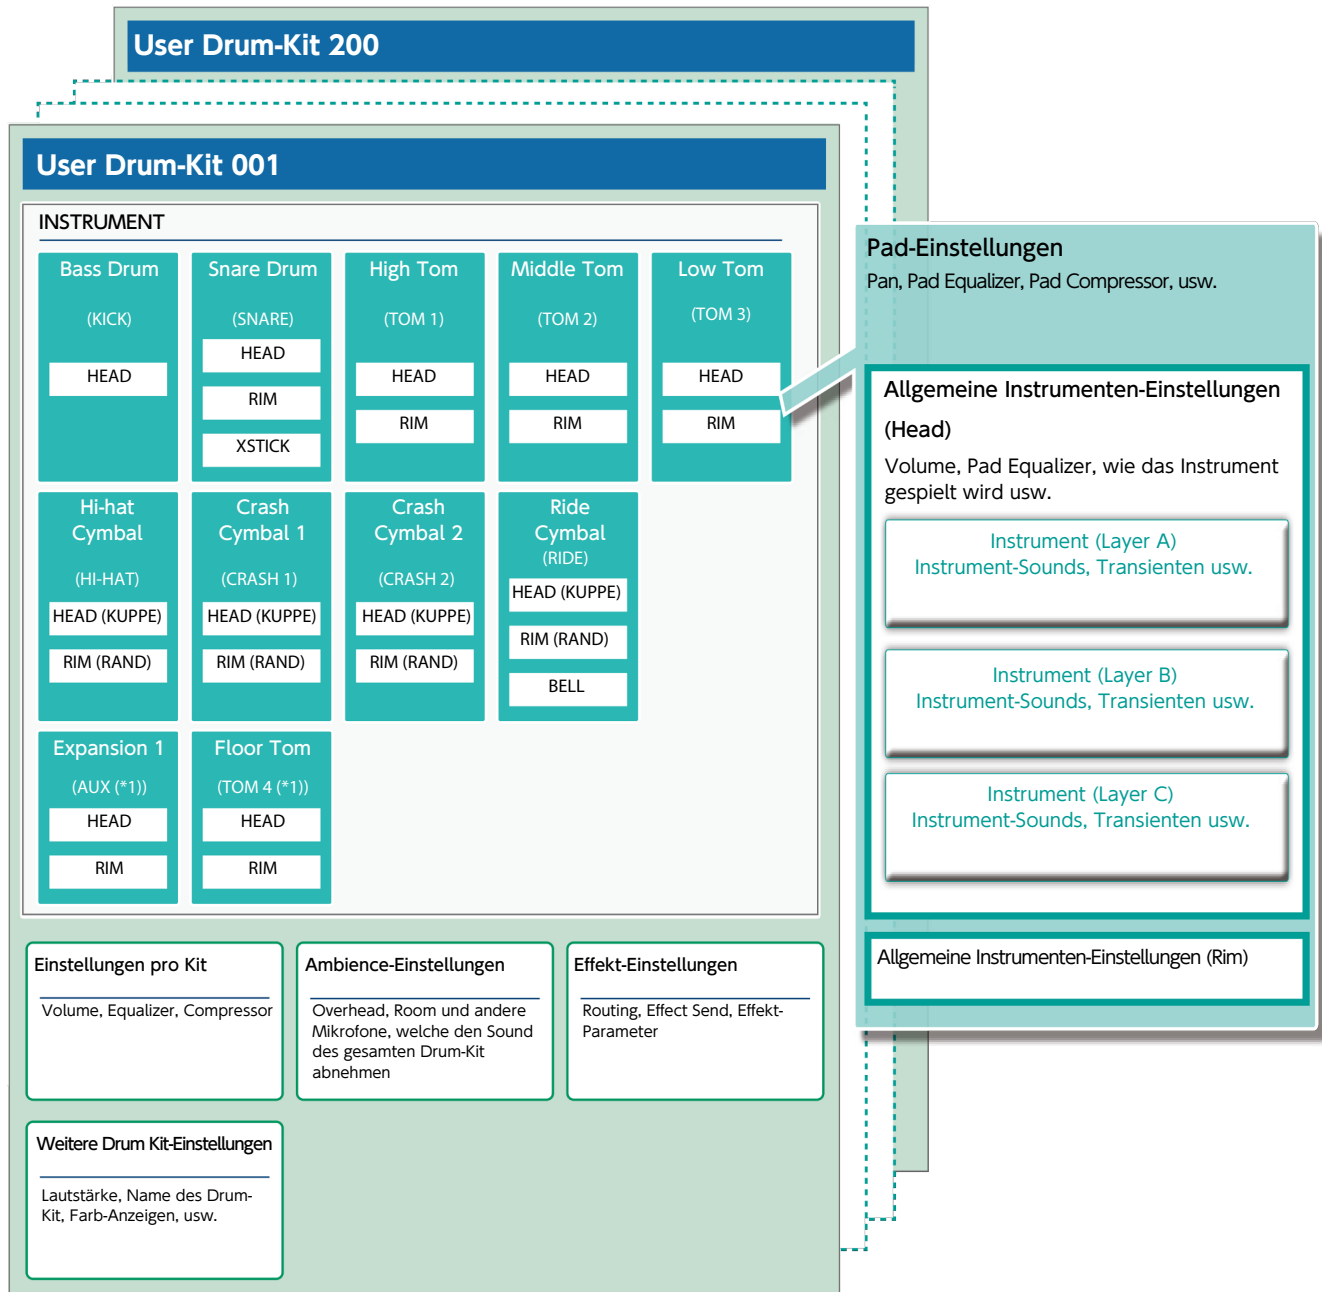 User Drum-Kit 200
User Drum-Kit 001
INSTRUMENT
Bass Drum
(KICK)
HEAD
Snare Drum
(SNARE)
HEAD
RIM
XSTICK
High Tom
(TOM 1)
HEAD
RIM
Middle Tom
(TOM 2)
HEAD
RIM
Low Tom
(TOM 3)
HEAD
RIM
Hi-hat
Cymbal
(HI-HAT)
HEAD (KUPPE)
RIM (RAND)
Crash
Cymbal 1
(CRASH 1)
HEAD (KUPPE)
RIM (RAND)
Crash
Cymbal 2
(CRASH 2)
HEAD (KUPPE)
RIM (RAND)
Ride
Cymbal
(RIDE)
HEAD (KUPPE)
RIM (RAND)
BELL
Expansion 1
(AUX (*1))
HEAD
RIM
Floor Tom
(TOM 4 (*1))
HEAD
RIM
Einstellungen pro Kit
Volume, Equalizer, Compressor
Ambience-Einstellungen
Overhead, Room und andere
Mikrofone, welche den Sound
des gesamten Drum-Kit
abnehmen
Effekt-Einstellungen
Routing, Effect Send, Effekt-
Parameter
Weitere Drum Kit-Einstellungen
Lautstärke, Name des Drum-
Kit, Farb-Anzeigen, usw.
Pad-Einstellungen
Pan, Pad Equalizer, Pad Compressor, usw.
Allgemeine Instrumenten-Einstellungen
(Head)
Volume, Pad Equalizer, wie das Instrument
gespielt wird usw.
Instrument (Layer A)
Instrument-Sounds, Transienten usw.
Instrument (Layer B)
Instrument-Sounds, Transienten usw.
Instrument (Layer C)
Instrument-Sounds, Transienten usw.
Allgemeine Instrumenten-Einstellungen (Rim)